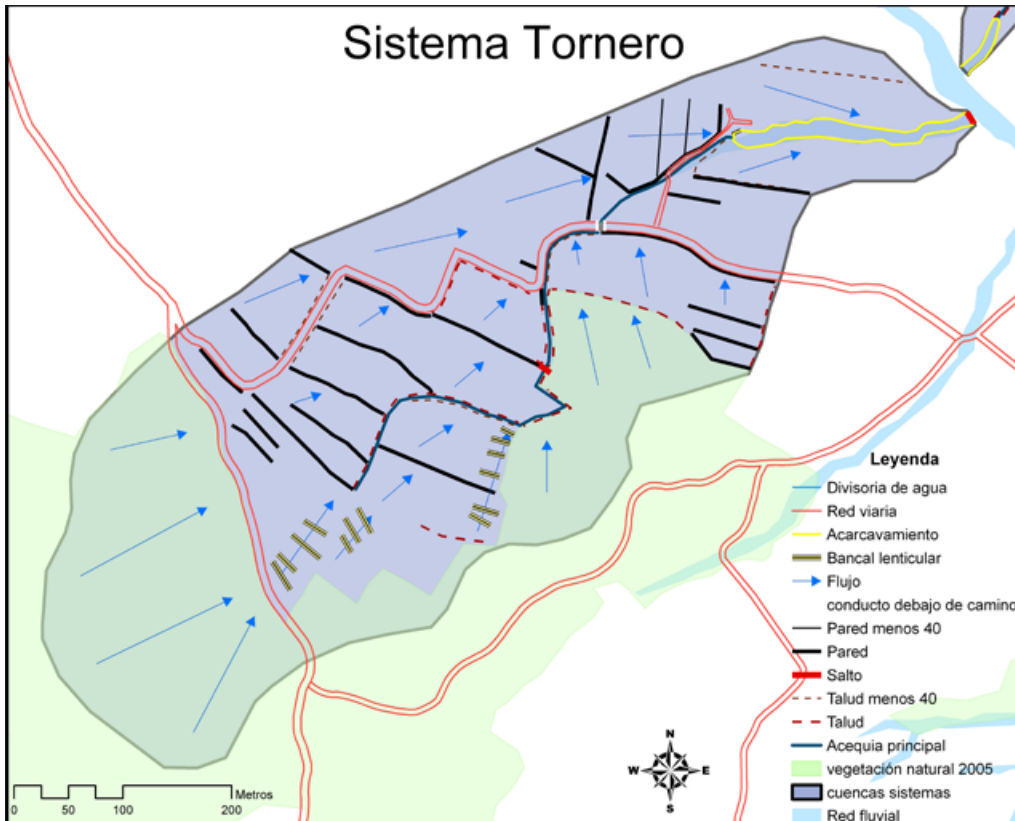 Sistema Tornero
Leyenda
Divisoria de agua
Red viaria
Acarcavamiento
Bancal lenticular
Flujo
conducto debajo de camino
Pared menos 40
Pared
Salto
Talud menos 40
Talud
Acequia principal
vegetación natural 2005
cuencas sistemas
Red fluvial
N
W E
S
Metros
0 50 100 200